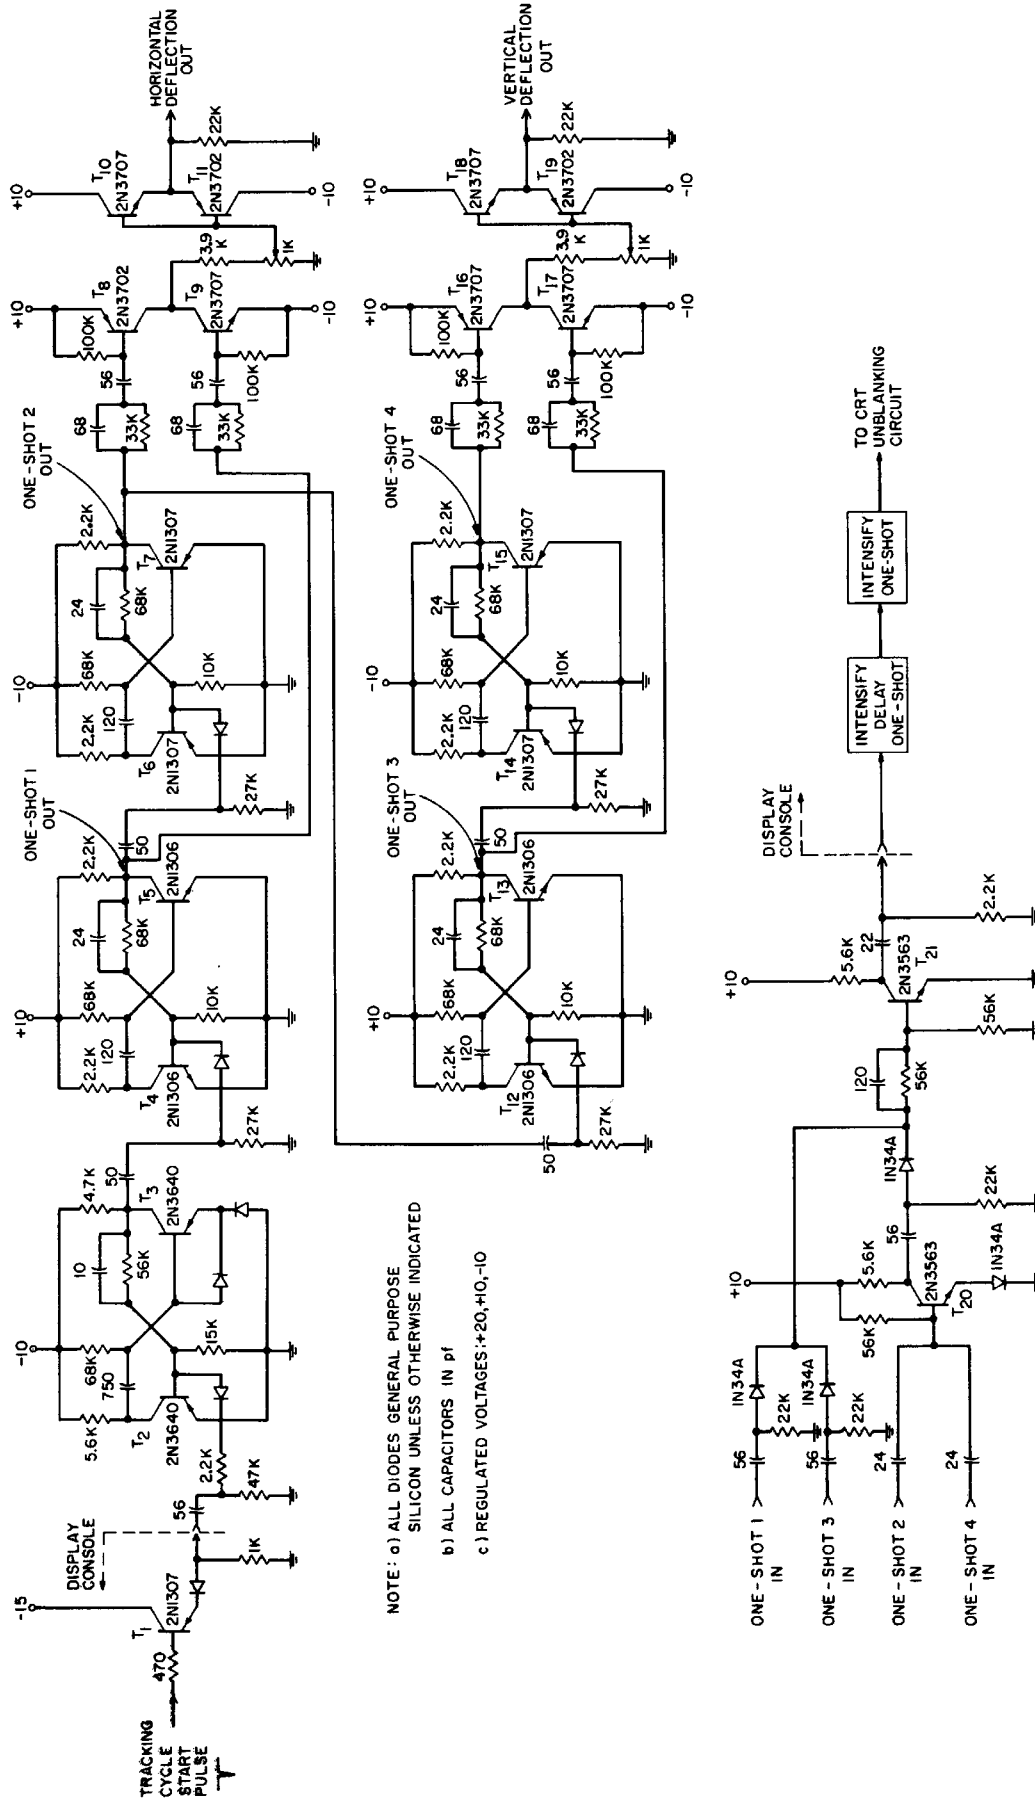 TRACKING
CYCLE
START
PULSE
470
T1
2N1307
-15
DISPLAY
CONSOLE
1K
56
47K
2.2K
5.6K
T2
2N3640
750
68K
-10
15K
10
56K
4.7K
T3
2N3640
50
27K
2.2K
T4
2N1306
120
68K
+10
10K
24
68K
2.2K
T5
2N1306
ONE-SHOT 1
OUT
50
27K
2.2K
T6
2N1307
120
68K
-10
10K
24
68K
2.2K
T7
2N1307
ONE-SHOT 2
OUT
68
33K
56
100K
+10
T8
2N3702
68
33K
56
100K
T9
2N3707
-10
3.9
K
1K
+10
T10
2N3707
T11
2N3702
-10
22K
HORIZONTAL
DEFLECTION
OUT
50
27K
2.2K
T12
2N1306
120
68K
+10
10K
24
68K
2.2K
T13
2N1306
ONE-SHOT 3
OUT
50
27K
2.2K
T14
2N1307
120
68K
-10
10K
24
68K
2.2K
T15
2N1307
ONE-SHOT 4
OUT
68
33K
56
100K
+10
T16
2N3707
68
33K
56
100K
T17
2N3707
-10
3.9
K
1K
+10
T18
2N3707
T19
2N3702
-10
22K
VERTICAL
DEFLECTION
OUT
NOTE: a) ALL DIODES GENERAL PURPOSE
SILICON UNLESS OTHERWISE INDICATED
b) ALL CAPACITORS IN pf
c) REGULATED VOLTAGES:+20,+10,-10
ONE-SHOT 1
IN
56
22K
1N34A
ONE-SHOT 3
IN
56
22K
1N34A
ONE-SHOT 2
IN
24
ONE-SHOT 4
IN
24
+10
56K
5.6K
2N3563
T20
1N34A
56
22K
1N34A
120
56K
56K
+10
5.6K
22
2N3563
T21
2.2K
DISPLAY
CONSOLE
INTENSIFY
DELAY
ONE-SHOT
INTENSIFY
ONE-SHOT
TO CRT
UNBLANKING
CIRCUIT